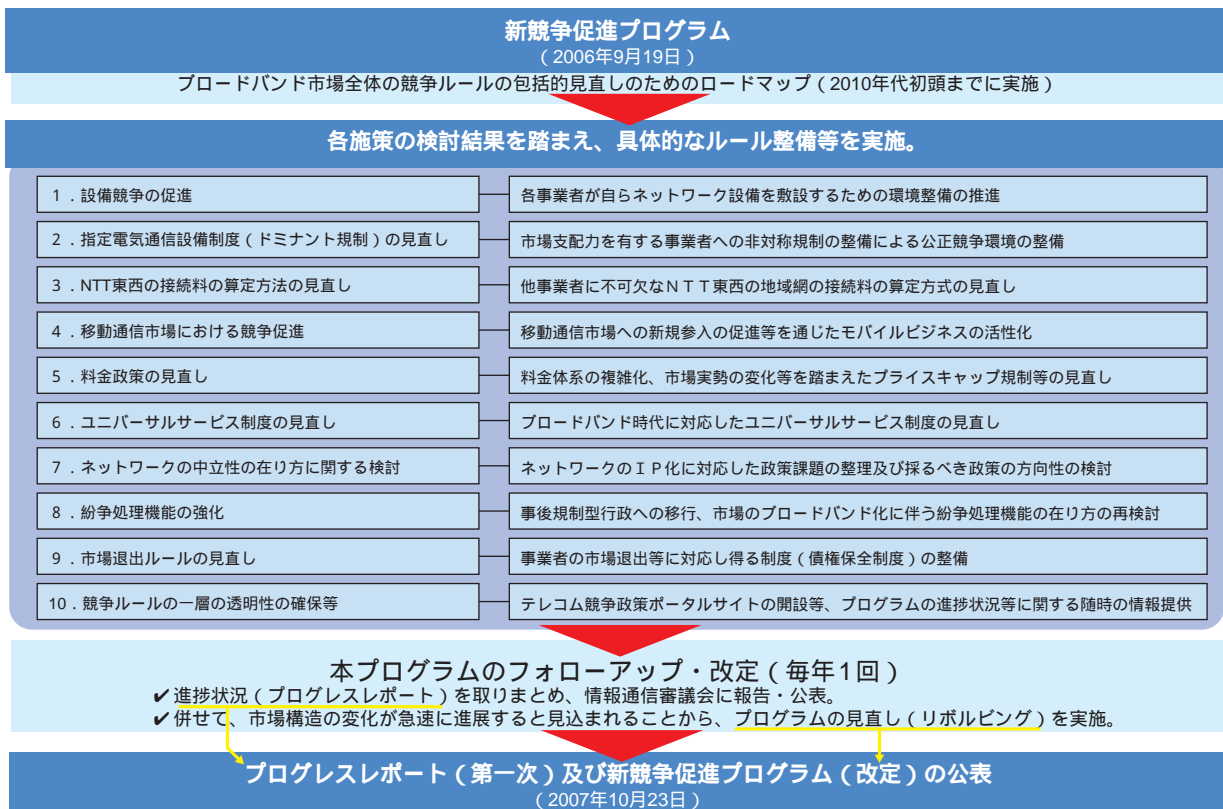 新競争促進プログラム
（2006年9月19日）
ブロードバンド市場全体の競争ルールの包括的見直しのためのロードマップ（2010年代初頭までに実施）
各施策の検討結果を踏まえ、具体的なルール整備等を実施。
1．設備競争の促進
各事業者が自らネットワーク設備を敷設するための環境整備の推進
2．指定電気通信設備制度（ドミナント規制）の見直し
市場支配力を有する事業者への非対称規制の整備による公正競争環境の整備
3．NTT東西の接続料の算定方法の見直し
他事業者に不可欠なＮＴＴ東西の地域網の接続料の算定方式の見直し
4．移動通信市場における競争促進
移動通信市場への新規参入の促進等を通じたモバイルビジネスの活性化
5．料金政策の見直し
料金体系の複雑化、市場実勢の変化等を踏まえたプライスキャップ規制等の見直し
6．ユニバーサルサービス制度の見直し
ブロードバンド時代に対応したユニバーサルサービス制度の見直し
7．ネットワークの中立性の在り方に関する検討
ネットワークのＩＰ化に対応した政策課題の整理及び採るべき政策の方向性の検討
8．紛争処理機能の強化
事後規制型行政への移行、市場のブロードバンド化に伴う紛争処理機能の在り方の再検討
9．市場退出ルールの見直し
事業者の市場退出等に対応し得る制度（債権保全制度）の整備
10．競争ルールの一層の透明性の確保等
テレコム競争政策ポータルサイトの開設等、プログラムの進捗状況等に関する随時の情報提供
本プログラムのフォローアップ・改定（毎年1回）
✔進捗状況（プログレスレポート）を取りまとめ、情報通信審議会に報告・公表。
✔併せて、市場構造の変化が急速に進展すると見込まれることから、プログラムの見直し（リボルビング）を実施。
プログレスレポート（第一次）及び新競争促進プログラム（改定）の公表
（2007年10月23日）